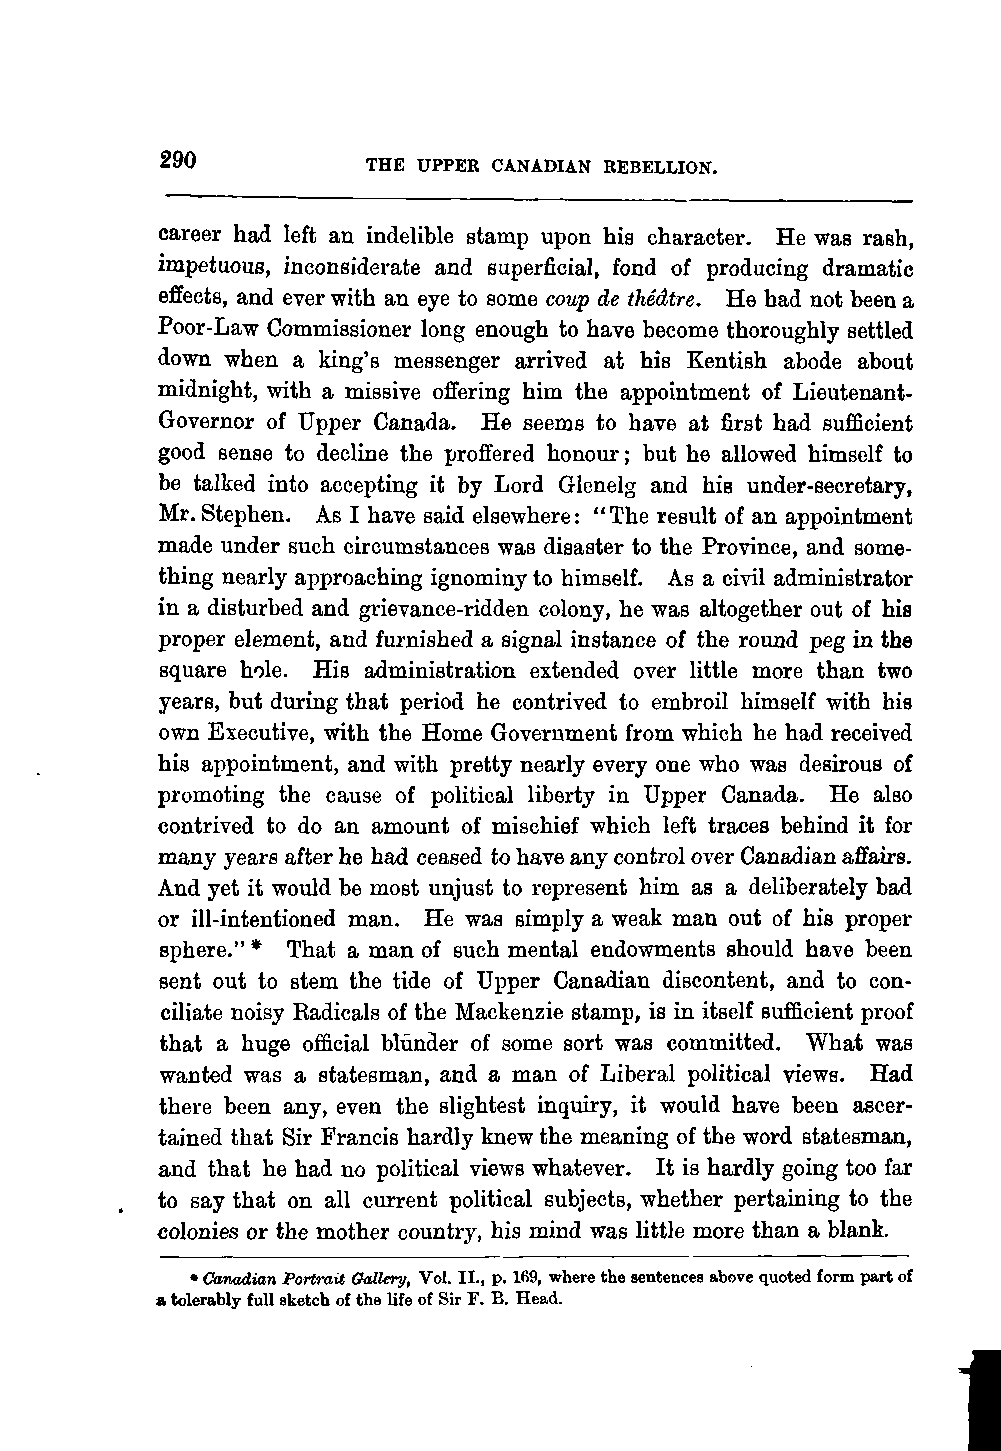 290
THE UPPER CANADIAN REBELLION.
career had left an indelible stamp upon his character. He was rash,
impetuous, inconsiderate and superficial, fond of producing dramatic
effects, and ever with an eye to some coup de théâtre. He had not been a
Poor-Law Commissioner long enough to have become thoroughly settled
down when a king's messenger arrived at his Kentish abode about
midnight, with a missive offering him the appointment of Lieutenant-
Governor of Upper Canada. He seems to have at first had sufficient
good sense to decline the proffered honour; but he allowed himself to
be talked into accepting it by Lord Glenelg and his under-secretary,
Mr. Stephen. As I have said elsewhere: "The result of an appointment
made under such circumstances was disaster to the Province, and some-
thing nearly approaching ignominy to himself. As a civil administrator
in a disturbed and grievance-ridden colony, he was altogether out of his
proper element, and furnished a signal instance of the round peg in the
square hole. His administration extended over little more than two
years, but during that period he contrived to embroil himself with his
own Executive, with the Home Government from which he had received
his appointment, and with pretty nearly every one who was desirous of
promoting the cause of political liberty in Upper Canada. He also
contrived to do an amount of mischief which left traces behind it for
many years after he had ceased to have any control over Canadian affairs.
And yet it would be most unjust to represent him as a deliberately bad
or ill-intentioned man. He was simply a weak man out of his proper
sphere."* That a man of such mental endowments should have been
sent out to stem the tide of Upper Canadian discontent, and to con-
ciliate noisy Radicals of the Mackenzie stamp, is in itself sufficient proof
that a huge official blunder of some sort was committed. What was
wanted was a statesman, and a man of Liberal political views. Had
there been any, even the slightest inquiry, it would have been ascer-
tained that Sir Francis hardly knew the meaning of the word statesman,
and that he had no political views whatever. It is hardly going too far
to say that on all current political subjects, whether pertaining to the
colonies or the mother country, his mind was little more than a blank.
* Canadian Portrait Gallery, Vol. II., p. 169, where the sentences above quoted form part of
a tolerably full sketch of the life of Sir F. B. Head.